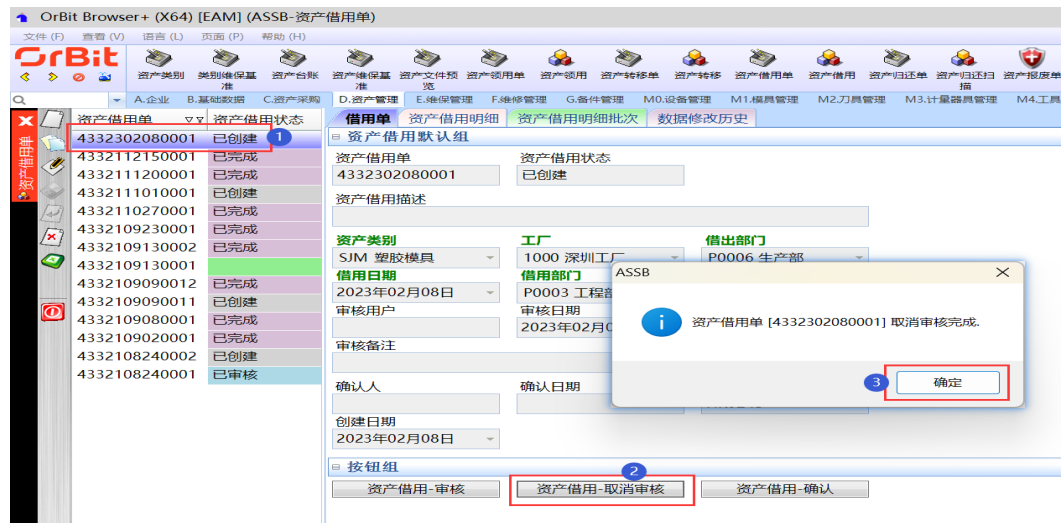 OrBit Browser+ (X64) [EAM] (ASSB-资产借用单)
文件 (F) 查看 (V) 语言 (L) 页面 (P) 帮助 (H)
OrBit
资产类别 类别维保基准 资产台账 资产维保基准 资产文件预览 资产领用单 资产领用 资产转移单 资产转移 资产借用单 资产借用 资产归还单 资产归还扫描 资产报废单
A.企业 B.基础数据 C.资产采购 D.资产管理 E.维保管理 F.维修管理 G.备件管理 M0.设备管理 M1.模具管理 M2.刀具管理 M3.计量器具管理 M4.工具
资产借用单
资产借用单 资产借用状态
4332302080001 已创建 1
4332112150001 已完成
4332111200001 已完成
4332111010001 已创建
4332110270001 已完成
4332109230001 已完成
4332109130002 已完成
4332109130001
4332109090012 已完成
4332109090011 已创建
4332109080001 已完成
4332109020001 已完成
4332108240002 已创建
4332108240001 已审核
借用单 资产借用明细 资产借用明细批次 数据修改历史
资产借用默认组
资产借用单 资产借用状态
4332302080001 已创建
资产借用描述
资产类别 工厂 借出部门
SJM 塑胶模具 1000 深圳工厂 P0006 生产部
借用日期 借用部门
2023年02月08日 P0003 工程部
审核用户 审核日期
2023年02月0
审核备注
确认人 确认日期
创建日期
2023年02月08日
ASSB
资产借用单 [4332302080001] 取消审核完成.
3 确定
按钮组
2
资产借用-审核 资产借用-取消审核 资产借用-确认